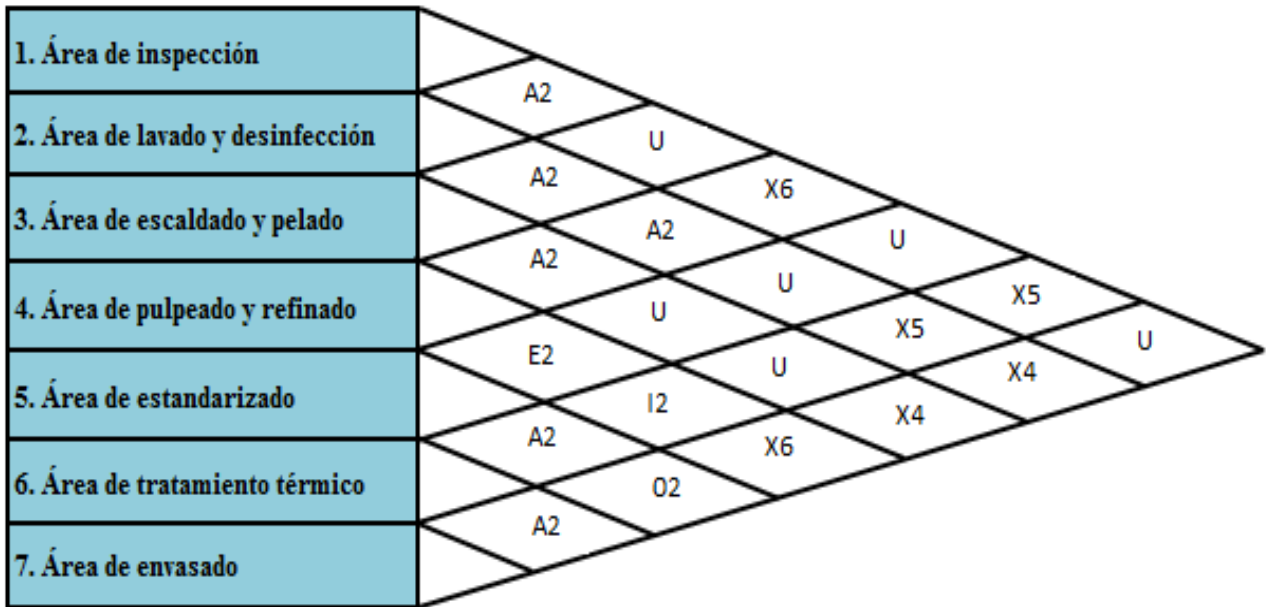 1. Área de inspección
A2
2. Área de lavado y desinfección
U
A2
X6
3. Área de escaldado y pelado
A2
U
A2
U
X5
4. Área de pulpeado y refinado
U
X5
U
E2
U
X4
5. Área de estandarizado
I2
X4
A2
X6
6. Área de tratamiento térmico
O2
A2
7. Área de envasado